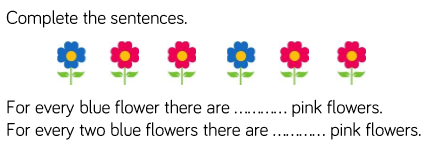 Complete the sentences.
For every blue flower there are ........... pink flowers.
For every two blue flowers there are ........... pink flowers.